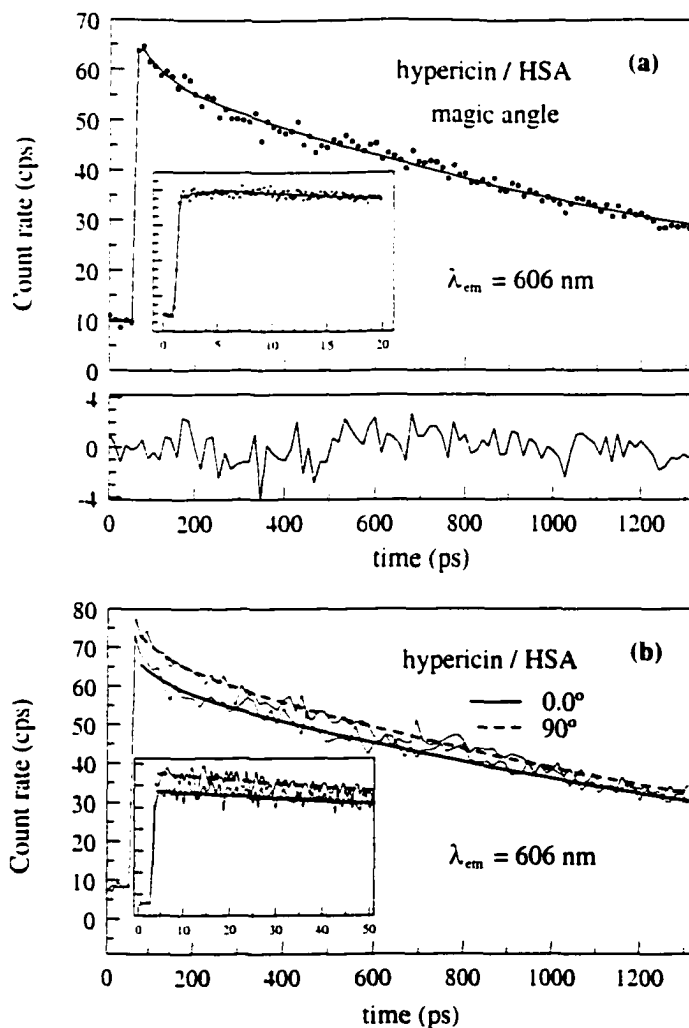 70
60
50
40
30
20
10
0
Count rate (cps)
hypericin / HSA (a)
magic angle
λem = 606 nm
0 5 10 15 20
4
0
-4
0 200 400 600 800 1000 1200
time (ps)
80
70
60
50
40
30
20
10
0
Count rate (cps)
hypericin / HSA (b)
0.0°
90°
λem = 606 nm
10 20 30 40 50
0 200 400 600 800 1000 1200
time (ps)